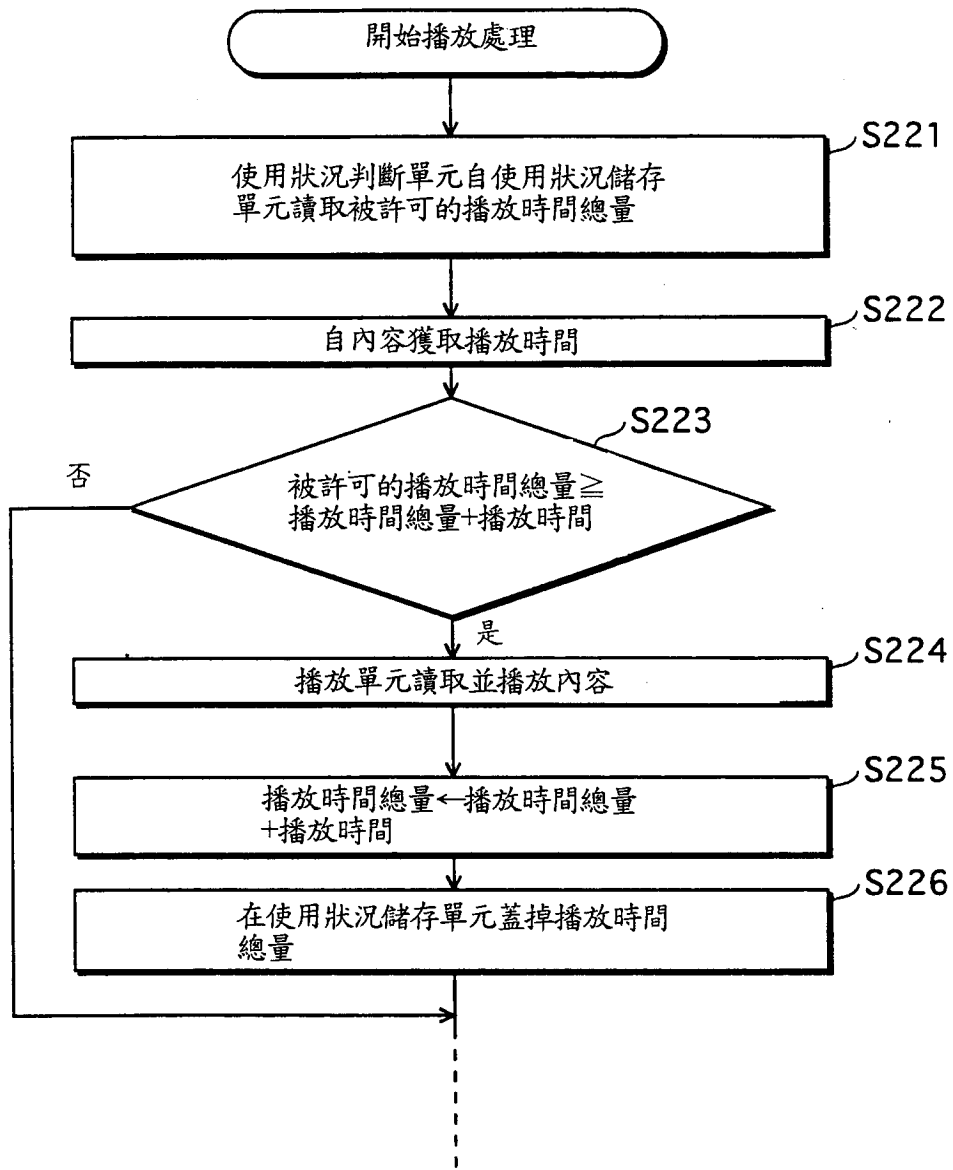 開始播放處理
S221
使用狀況判斷單元自使用狀況儲存
單元讀取被許可的播放時間總量
S222
自內容獲取播放時間
S223
否
被許可的播放時間總量≧
播放時間總量+播放時間
是
S224
播放單元讀取並播放內容
S225
播放時間總量←播放時間總量
+播放時間
S226
在使用狀況儲存單元蓋掉播放時間
總量